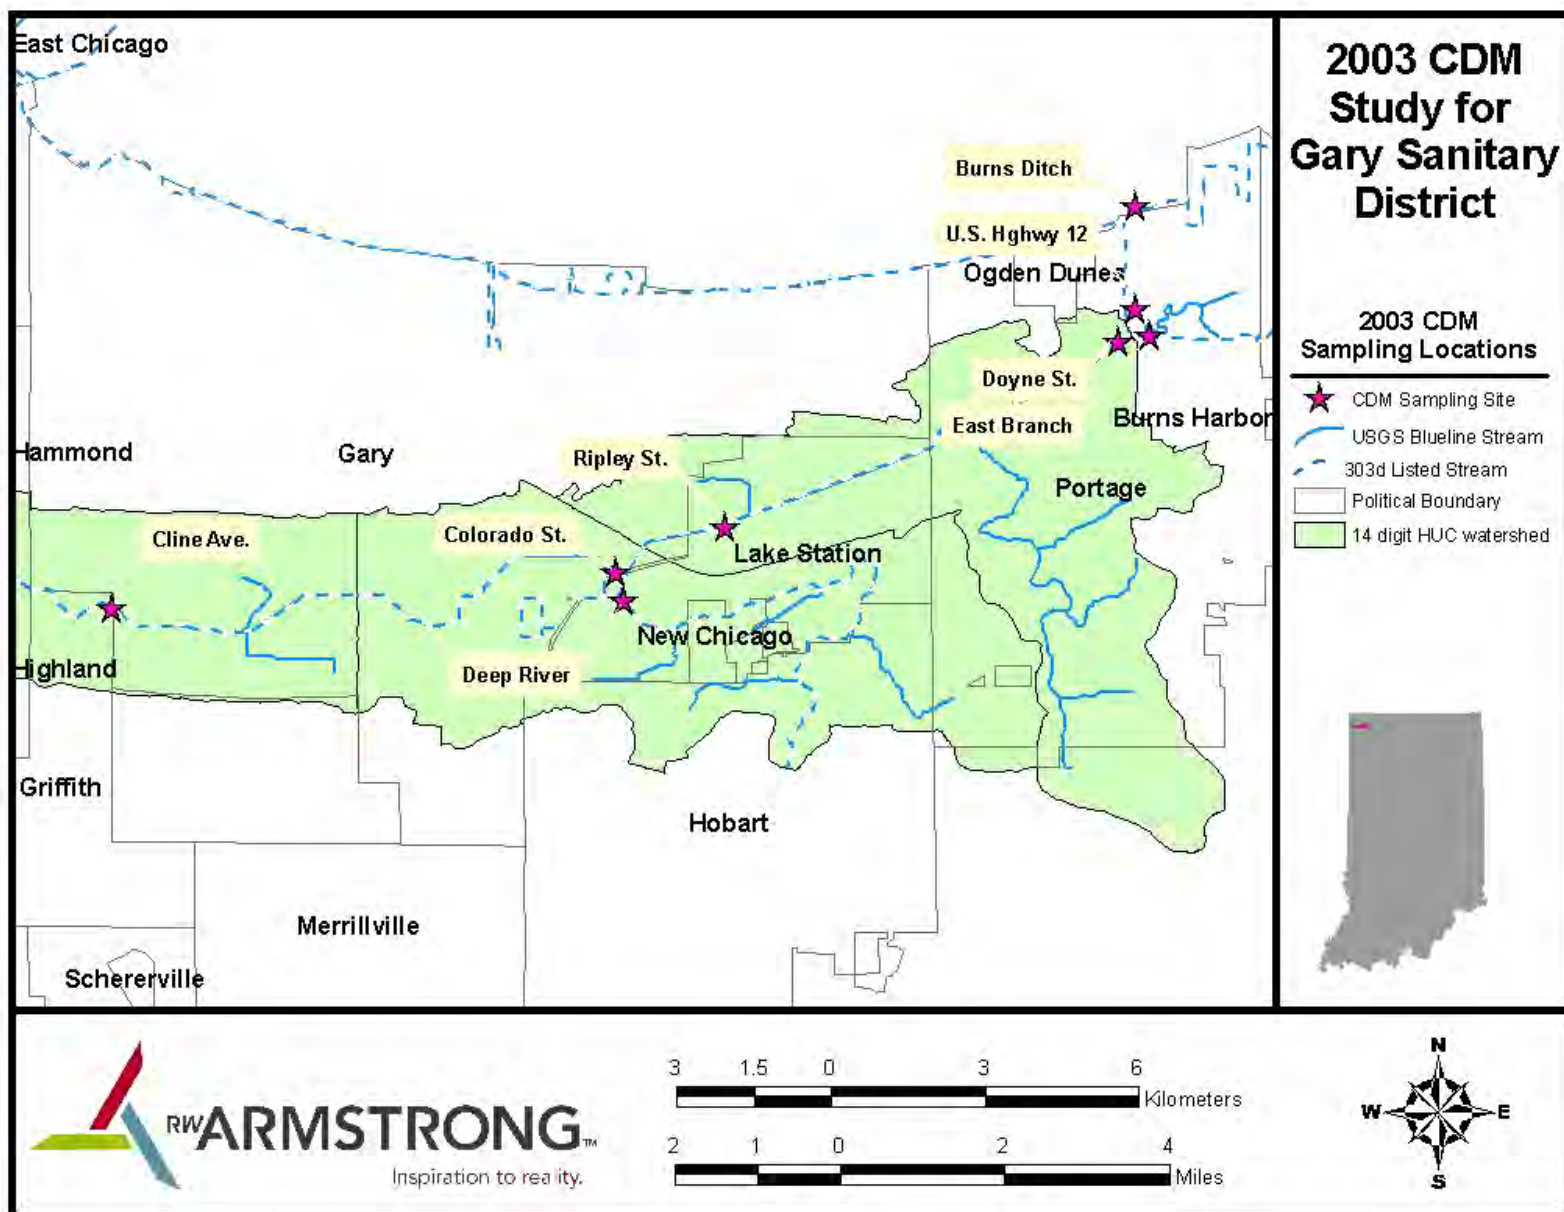 East Chicago
Burns Ditch
U.S. Hghwy 12
Ogden Dunes
Doyne St.
East Branch
Burns Harbor
Hammond
Gary
Ripley St.
Portage
Cline Ave.
Colorado St.
Lake Station
New Chicago
Highland
Deep River
Griffith
Hobart
Merrillville
Schererville
2003 CDM
Study for
Gary Sanitary
District
2003 CDM
Sampling Locations
CDM Sampling Site
USGS Blueline Stream
303d Listed Stream
Political Boundary
14 digit HUC watershed
RWARMSTRONG™
Inspiration to reality.
3 1.5 0 3 6
Kilometers
2 1 0 2 4
Miles
N
W E
S